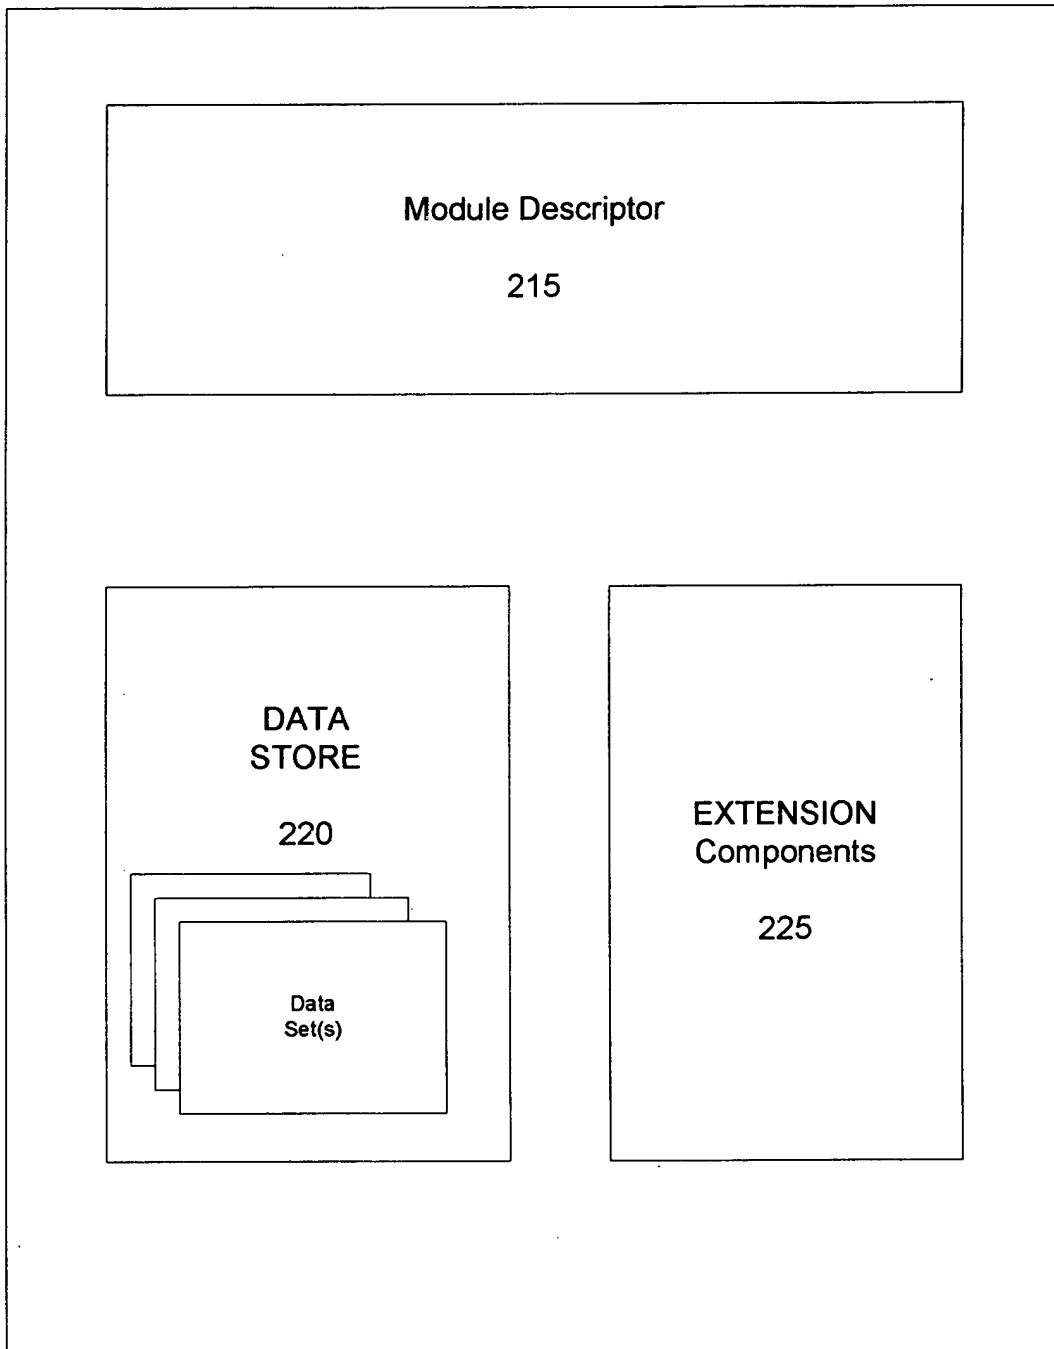 Module Descriptor
215
DATA
STORE
220
Data
Set(s)
EXTENSION
Components
225